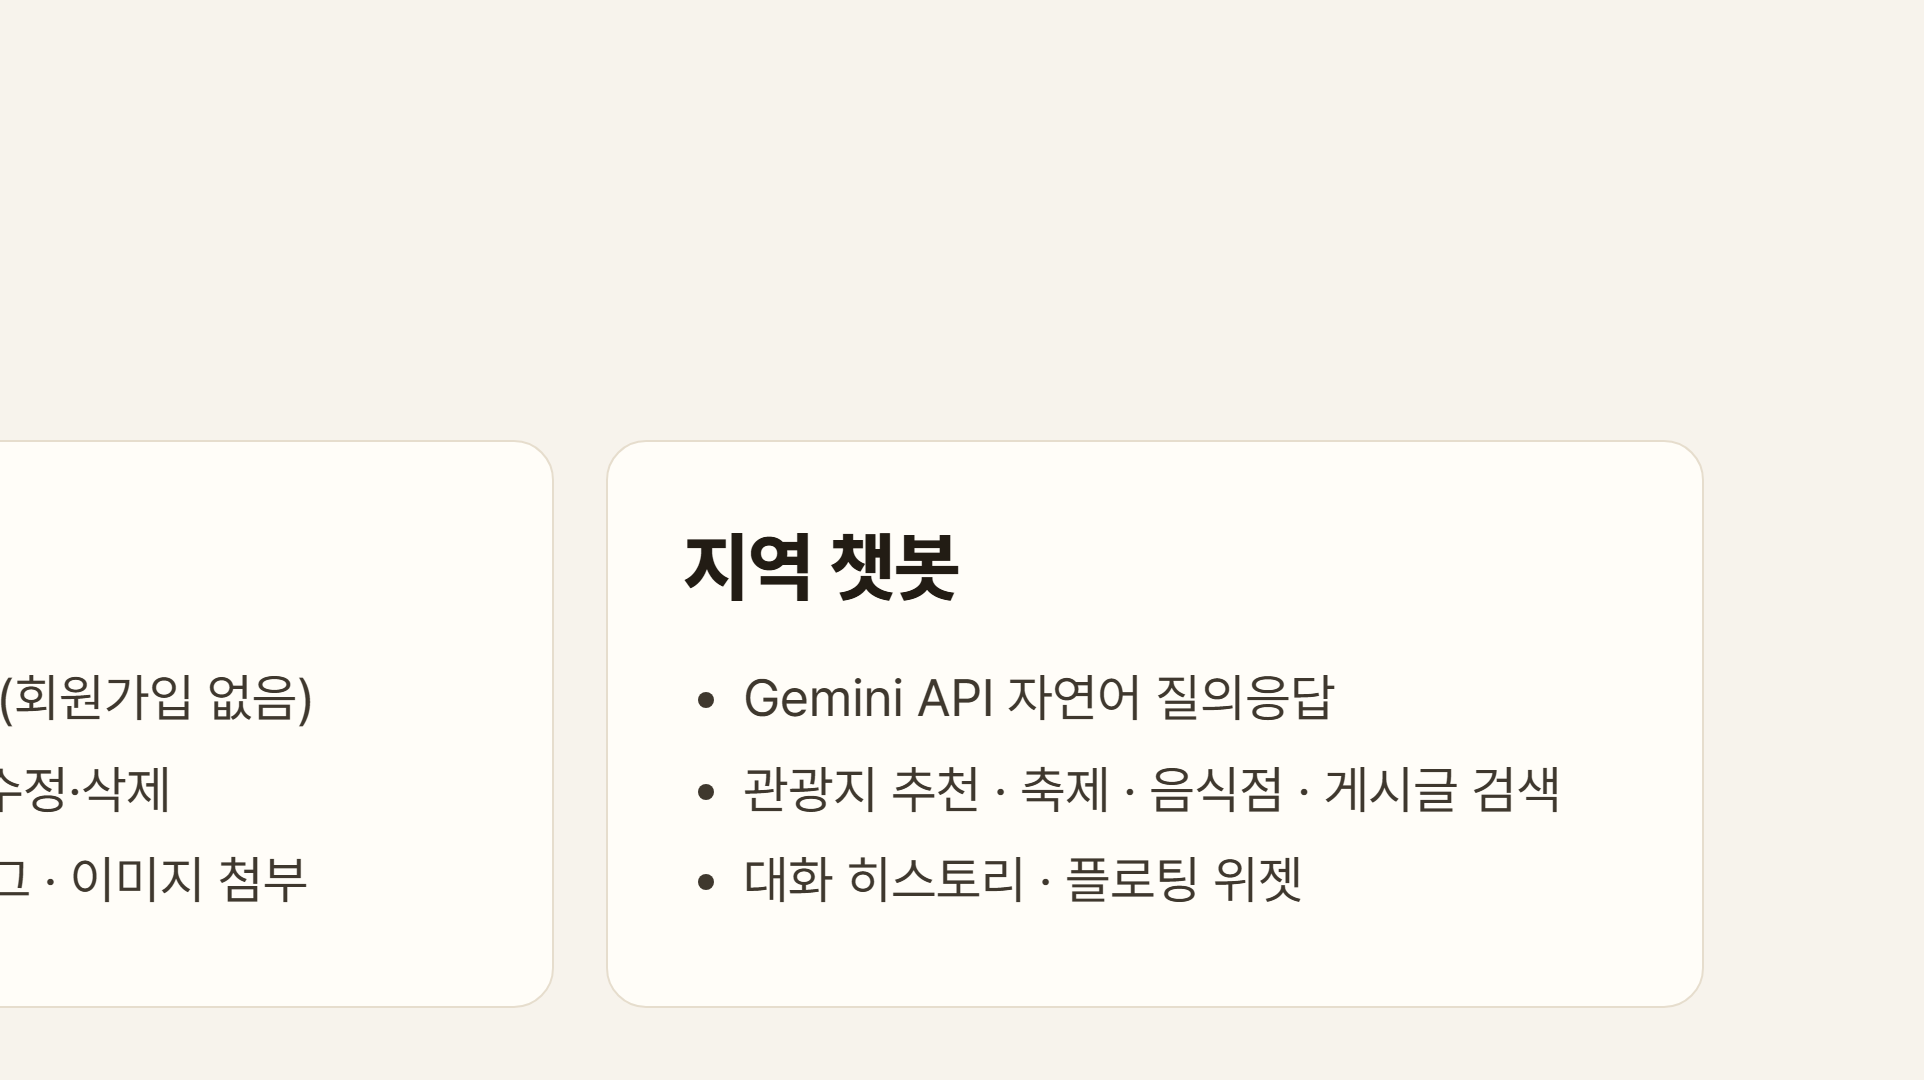 (회원가입 없음)
수정·삭제
그 · 이미지 첨부
지역 챗봇
• Gemini API 자연어 질의응답
• 관광지 추천 · 축제 · 음식점 · 게시글 검색
• 대화 히스토리 · 플로팅 위젯